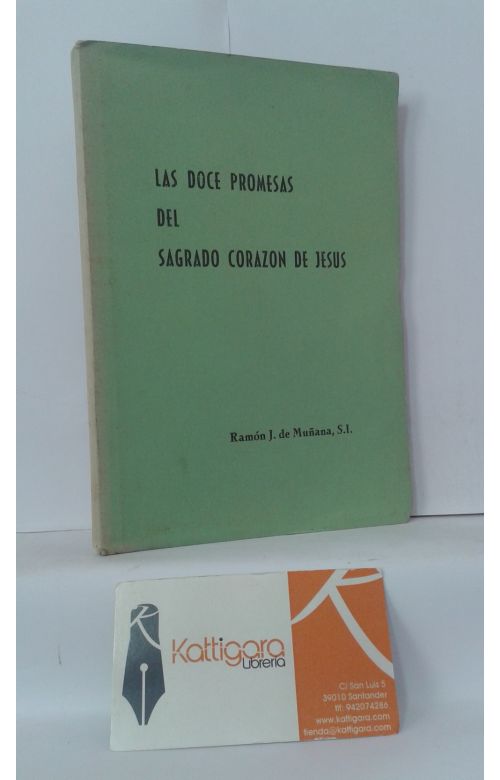 LAS DOCE PROMESAS
DEL
SAGRADO CORAZON DE JESUS
Ramón J. de Muñana, S.I.
K
Kattigara
Librería
C/ San Luis 5
39010 Santander
tlf: 942074286
www.kattigara.com
tienda@kattigara.com